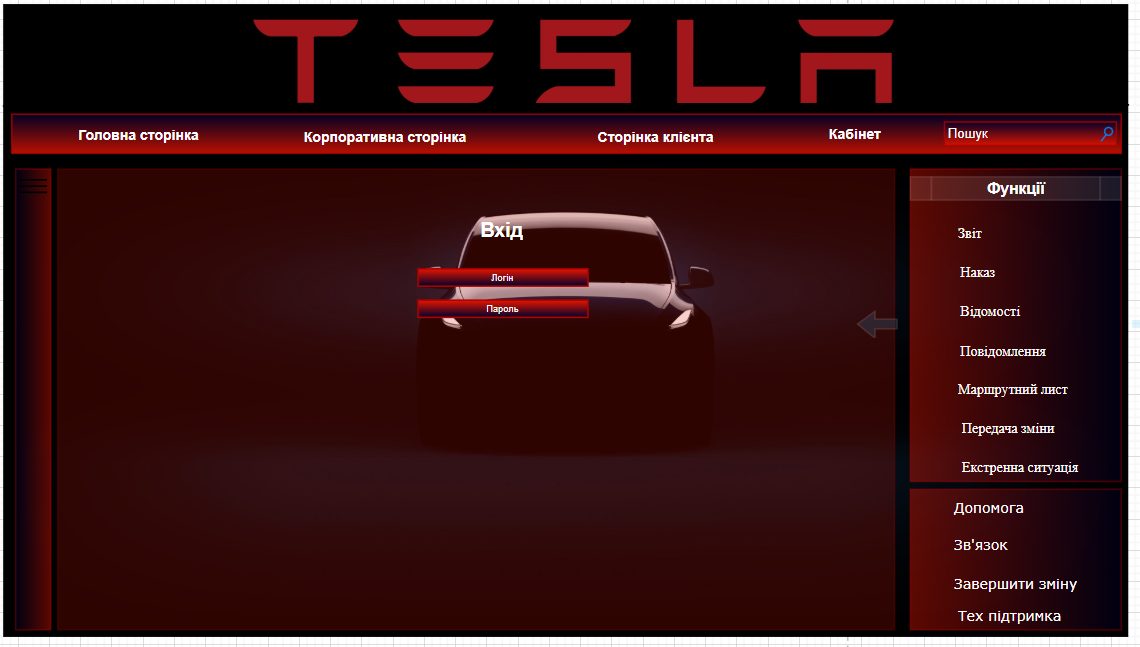 TESLA
Головна сторінка
Корпоративна сторінка
Сторінка клієнта
Кабінет
Пошук
Вхід
Логін
Пароль
Функції
Звіт
Наказ
Відомості
Повідомлення
Маршрутний лист
Передача зміни
Екстренна ситуація
Допомога
Зв'язок
Завершити зміну
Тех підтримка